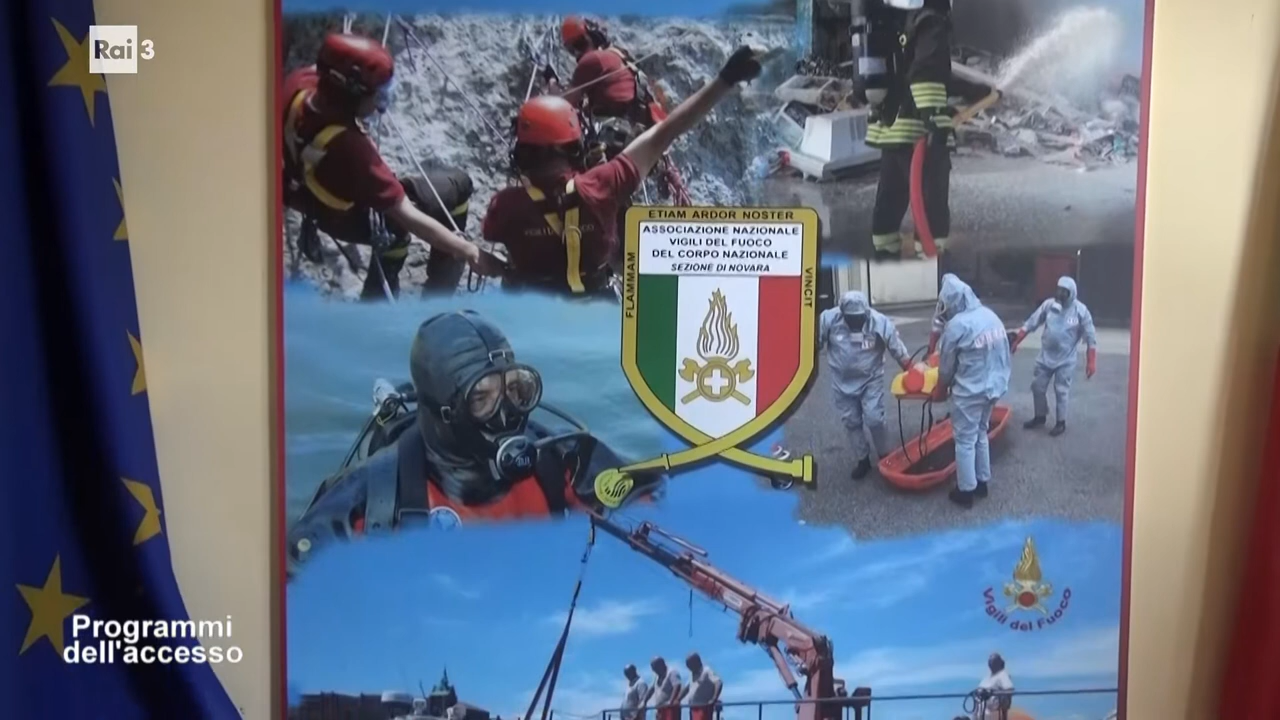 Rai 3
ETIAM ARDOR NOSTER
ASSOCIAZIONE NAZIONALE
VIGILI DEL FUOCO
DEL CORPO NAZIONALE
SEZIONE DI NOVARA
FLAMMAM
VINCIT
Vigili del Fuoco
Programmi
dell'accesso